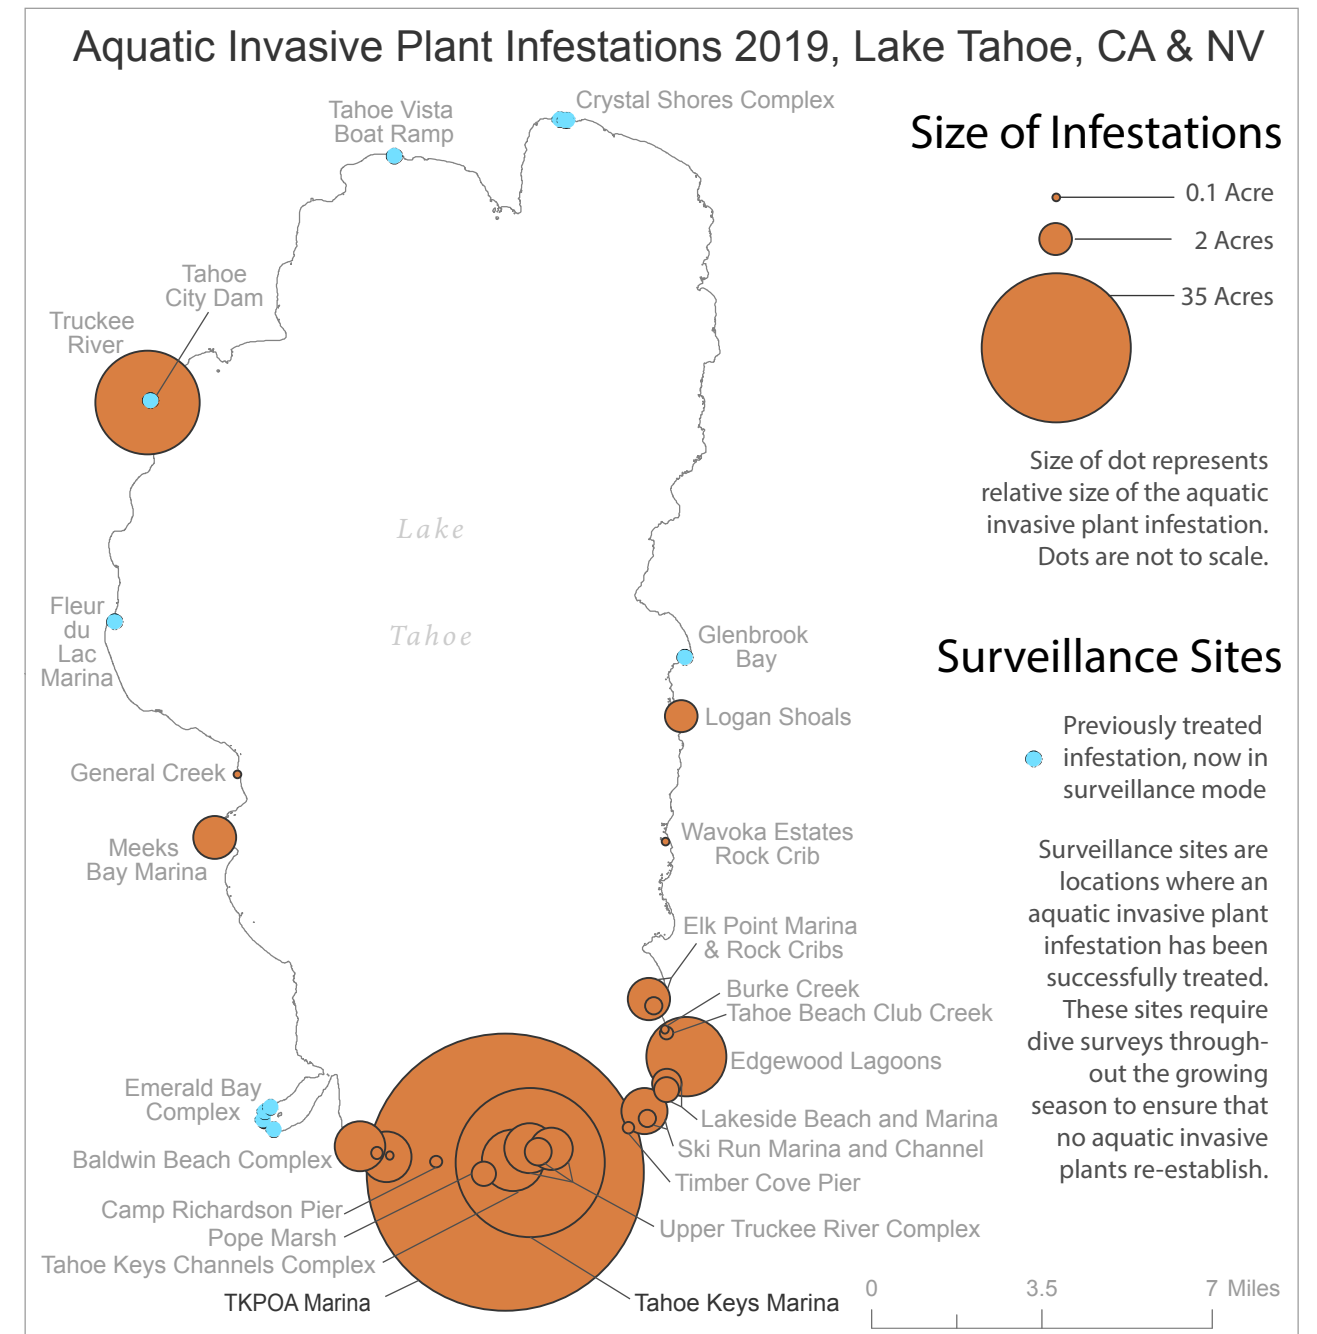 Aquatic Invasive Plant Infestations 2019, Lake Tahoe, CA & NV
Crystal Shores Complex
Tahoe Vista
Boat Ramp
Tahoe
City Dam
Truckee
River
Lake
Tahoe
Fleur
du
Lac
Marina
Glenbrook
Bay
Logan Shoals
General Creek
Meeks
Bay Marina
Wavoka Estates
Rock Crib
Elk Point Marina
& Rock Cribs
Burke Creek
Tahoe Beach Club Creek
Edgewood Lagoons
Emerald Bay
Complex
Lakeside Beach and Marina
Ski Run Marina and Channel
Baldwin Beach Complex
Timber Cove Pier
Camp Richardson Pier
Pope Marsh
Upper Truckee River Complex
Tahoe Keys Channels Complex
TKPOA Marina
Tahoe Keys Marina
Size of Infestations
0.1 Acre
2 Acres
35 Acres
Size of dot represents
relative size of the aquatic
invasive plant infestation.
Dots are not to scale.
Surveillance Sites
Previously treated
infestation, now in
surveillance mode
Surveillance sites are
locations where an
aquatic invasive plant
infestation has been
successfully treated.
These sites require
dive surveys through-
out the growing
season to ensure that
no aquatic invasive
plants re-establish.
0 3.5 7 Miles